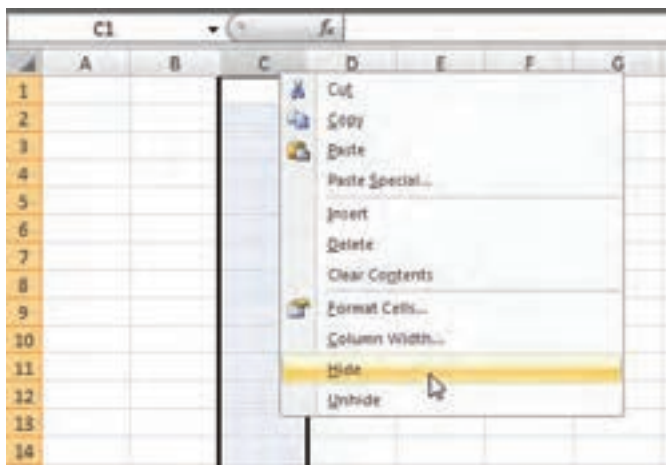 C1 fx
A B C D E F G
1 Cut
2 Copy
3 Paste
4 Paste Special...
5
6 Insert
7 Delete
8 Clear Contents
9 Format Cells...
10 Column Width...
11 Hide
12 Unhide
13
14